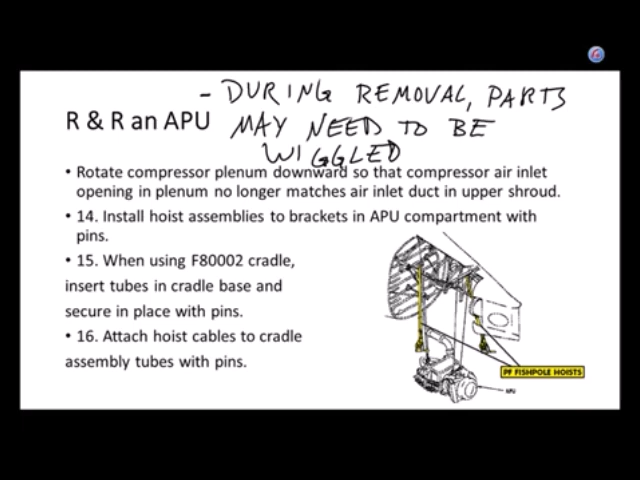 - DURING REMOVAL, PARTS
R & R an APU MAY NEED TO BE
WIGGLED
• Rotate compressor plenum downward so that compressor air inlet
opening in plenum no longer matches air inlet duct in upper shroud.
• 14. Install hoist assemblies to brackets in APU compartment with
pins.
• 15. When using F80002 cradle,
insert tubes in cradle base and
secure in place with pins.
• 16. Attach hoist cables to cradle
assembly tubes with pins.
PF FISHPOLE HOISTS
APU